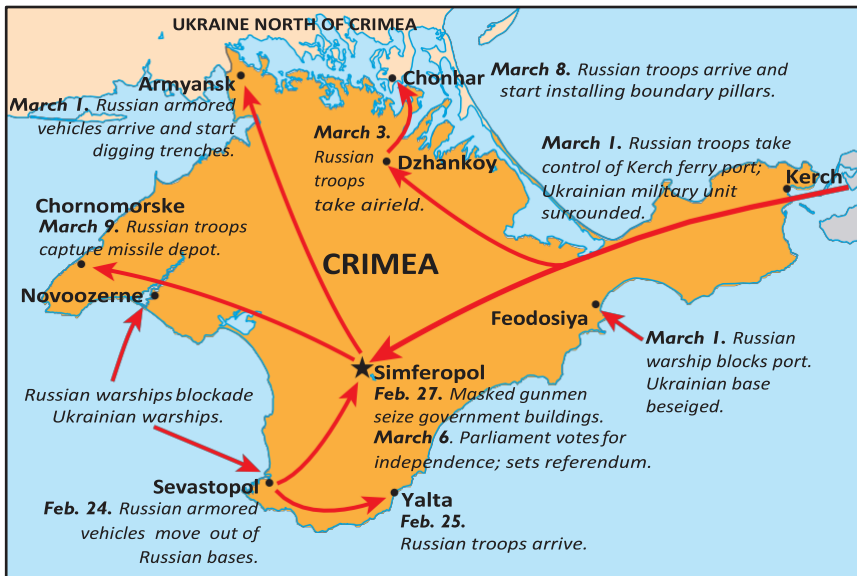 UKRAINE NORTH OF CRIMEA
Armyansk
March 1. Russian armored
vehicles arrive and start
digging trenches.
Chonhar
March 8. Russian troops arrive and
start installing boundary pillars.
March 3.
Russian
troops
take airield.
Dzhankoy
March 1. Russian troops take
control of Kerch ferry port;
Ukrainian military unit
surrounded.
Kerch
Chornomorske
March 9. Russian troops
capture missile depot.
Novoozerne
CRIMEA
Feodosiya
March 1. Russian
warship blocks port.
Ukrainian base
beseiged.
Simferopol
Feb. 27. Masked gunmen
seize government buildings.
March 6. Parliament votes for
independence; sets referendum.
Russian warships blockade
Ukrainian warships.
Sevastopol
Feb. 24. Russian armored
vehicles move out of
Russian bases.
Yalta
Feb. 25.
Russian troops arrive.